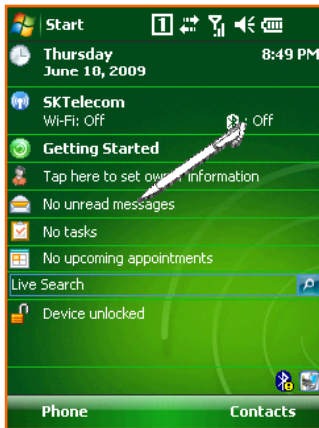 Start 1
Thursday 8:49 PM
June 18, 2009
SKTelecom
Wi-Fi: Off : Off
Getting Started
Tap here to set owner information
No unread messages
No tasks
No upcoming appointments
Live Search
Device unlocked
Phone Contacts